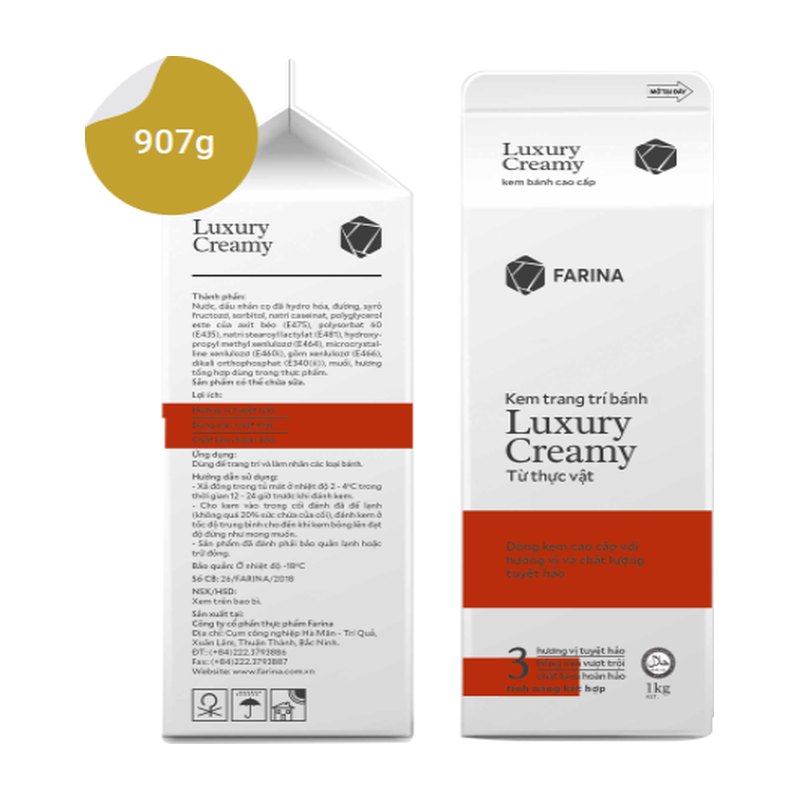 907g
Luxury
Creamy
Thành phần:
Nước, dầu nhân cọ đã hydro hóa, đường, syrô
fructozơ, sorbitol, natri caseinat, polyglycerol
este của axit béo (E475), polysorbat 60
(E435), natri stearoyl lactylat (E481), hydroxy-
propyl methyl xenlulozơ (E464), microcrystal-
line xenlulozơ (E460i), gôm xenlulozơ (E466),
dikali orthophosphat (E340(ii)), muối, hương
tổng hợp dùng trong thực phẩm.
Sản phẩm có thể chứa sữa.
Lợi ích:
Hương vị tuyệt hảo
Bông nở vượt trội
Chất kem hoàn hảo
Ứng dụng:
Dùng để trang trí và làm nhân các loại bánh.
Hướng dẫn sử dụng:
- Xả đông trong tủ mát ở nhiệt độ 2 - 4°C trong
thời gian 12 - 24 giờ trước khi đánh kem.
- Cho kem vào trong cối đánh đã để lạnh
(không quá 20% sức chứa của cối), đánh kem ở
tốc độ trung bình cho đến khi kem bông lên đạt
độ đứng như mong muốn.
- Sản phẩm đã đánh phải bảo quản lạnh hoặc
trữ đông.
Bảo quản: Ở nhiệt độ -18°C
Số CB: 26/FARINA/2018
NSX/HSD:
Xem trên bao bì.
Sản xuất tại:
Công ty cổ phần thực phẩm Farina
Địa chỉ: Cụm công nghiệp Hà Mãn - Trí Quả,
Xuân Lâm, Thuận Thành, Bắc Ninh.
ĐT: (+84)222.3793886
Fax: (+84)222.3793887
Website: www.farina.com.vn
MỞ TẠI ĐÂY
Luxury
Creamy
kem bánh cao cấp
FARINA
Kem trang trí bánh
Luxury
Creamy
Từ thực vật
Dòng kem cao cấp với
hương vị và chất lượng
tuyệt hảo
3
hương vị tuyệt hảo
bông nở vượt trội
chất kem hoàn hảo
tính năng kết hợp
1kg